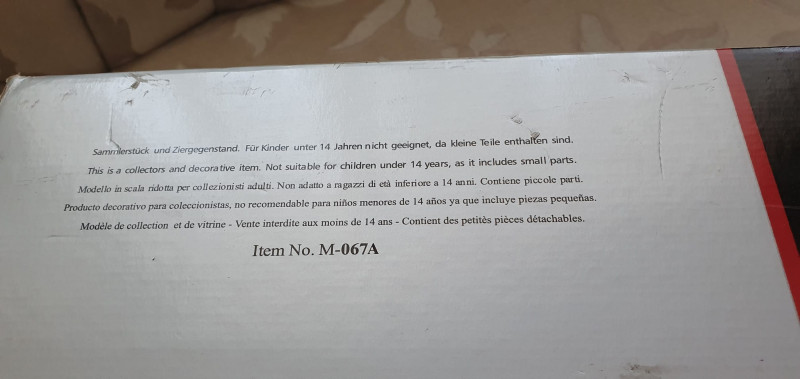 Sammlerstück und Ziergegenstand. Für Kinder unter 14 Jahren nicht geeignet, da kleine Teile enthalten sind.
This is a collectors and decorative item. Not suitable for children under 14 years, as it includes small parts.
Modello in scala ridotta per collezionisti adulti. Non adatto a ragazzi di età inferiore a 14 anni. Contiene piccole parti.
Producto decorativo para coleccionistas, no recomendable para niños menores de 14 años ya que incluye piezas pequeñas.
Modèle de collection et de vitrine - Vente interdite aux moins de 14 ans - Contient des petitès pièces détachables.
Item No. M-067A